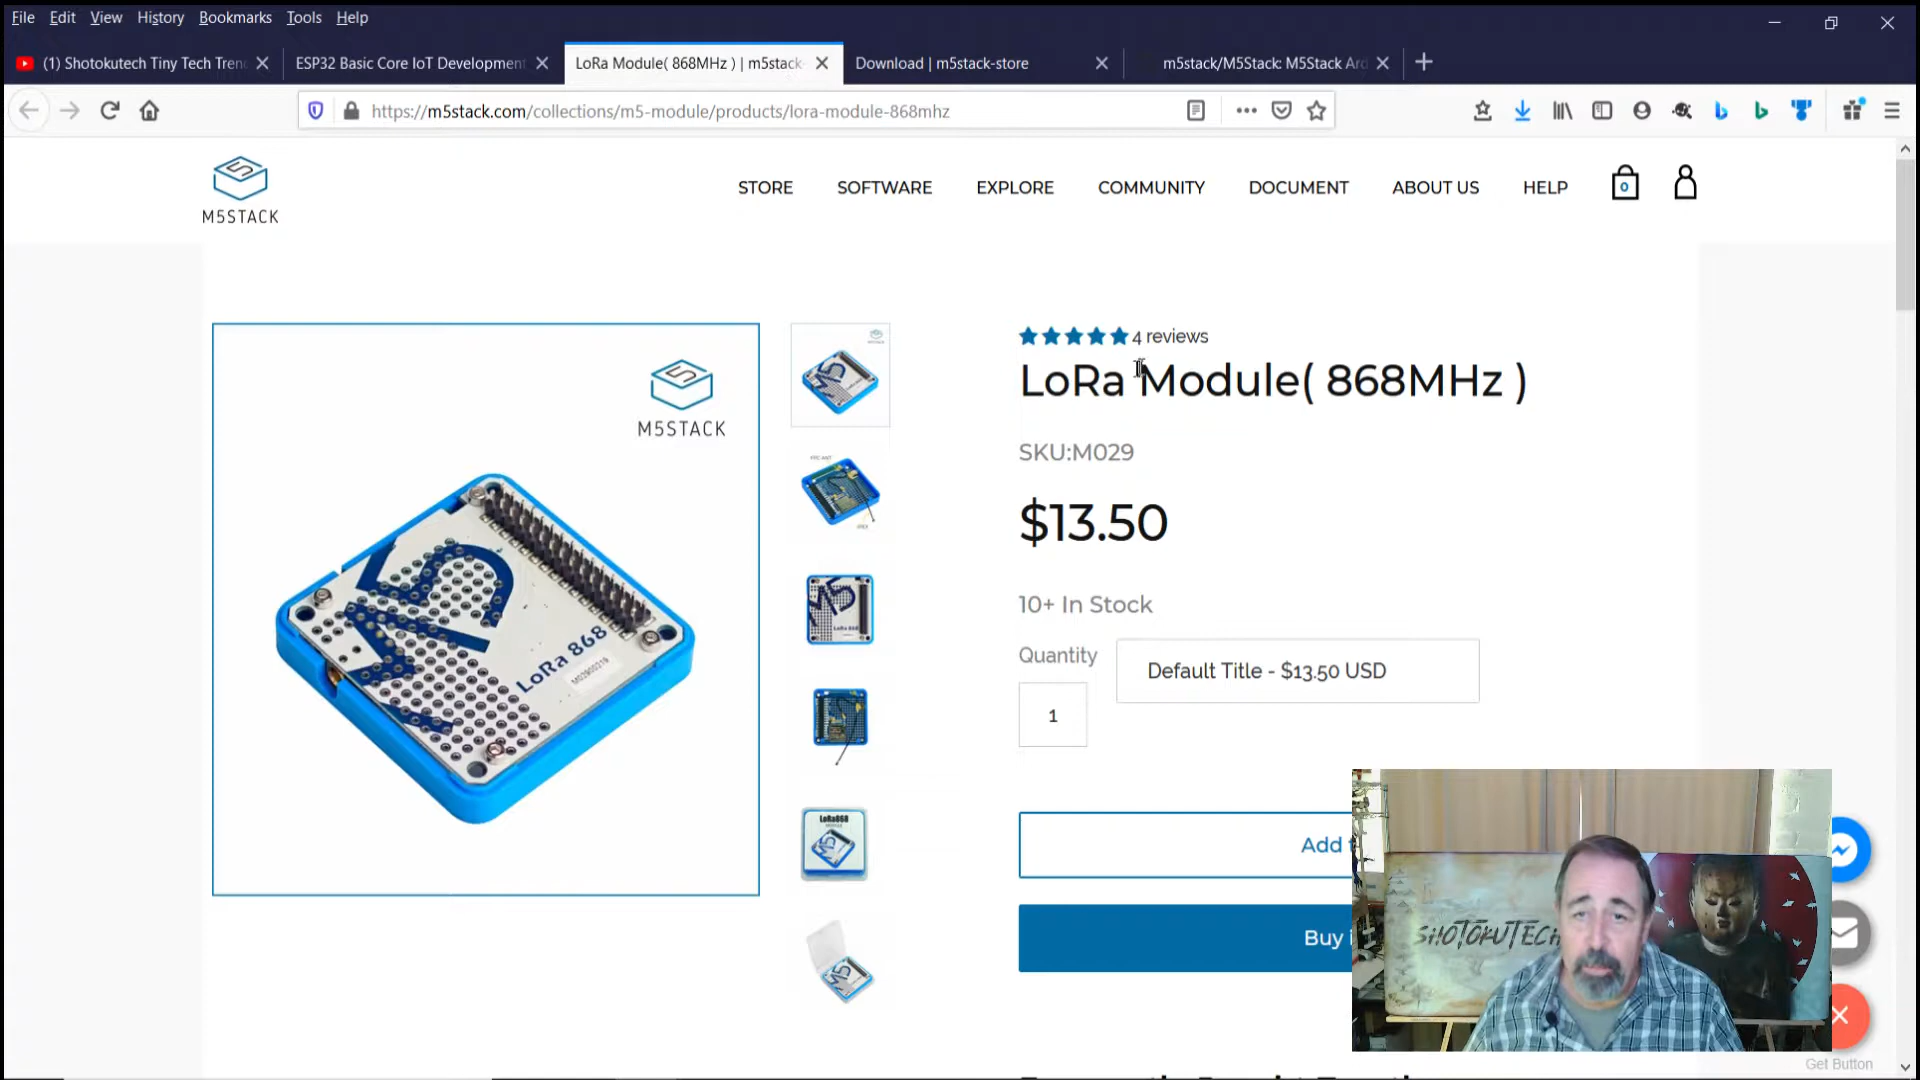 File Edit View History Bookmarks Tools Help
(1) Shotokutech Tiny Tech Tren
ESP32 Basic Core IoT Development
LoRa Module( 868MHz ) | m5stack-
Download | m5stack-store
m5stack/M5Stack: M5Stack Ard
https://m5stack.com/collections/m5-module/products/lora-module-868mhz
M5STACK
STORE SOFTWARE EXPLORE COMMUNITY DOCUMENT ABOUT US HELP
0
M5STACK
LoRa 868
M5
LoRa868
4 reviews
LoRa Module( 868MHz )
SKU:M029
$13.50
10+ In Stock
Quantity
Default Title - $13.50 USD
1
Add
Buy
SHOTOKUTECH
Get Button